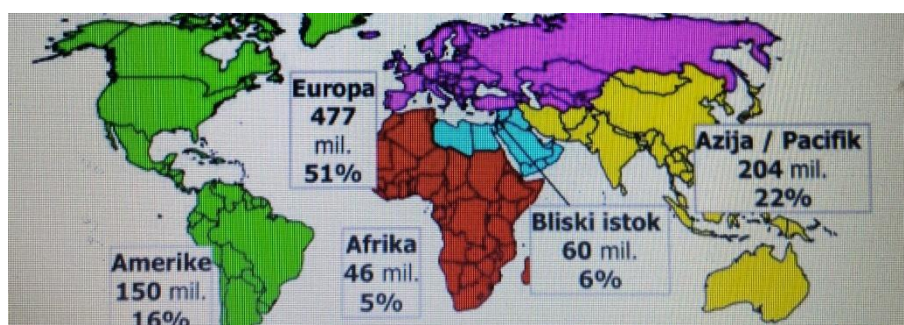 Europa
477
mil.
51%
Azija / Pacifik
204 mil.
22%
Bliski istok
60 mil.
6%
Afrika
46 mil.
5%
Amerike
150 mil.
16%